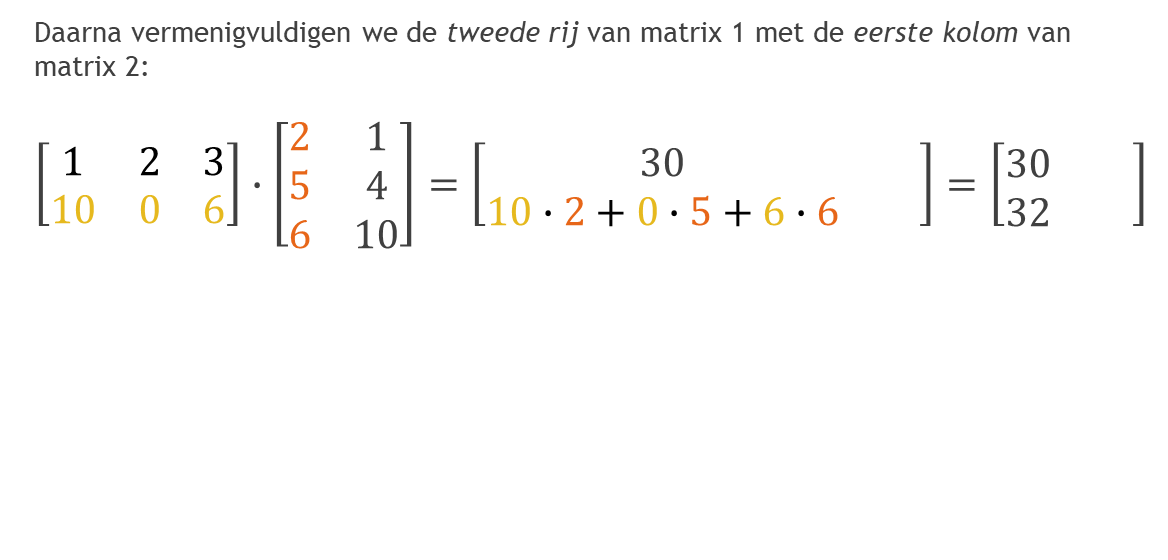 Daarna vermenigvuldigen we de tweede rij van matrix 1 met de eerste kolom van
matrix 2:
[1 2 3; 10 0 6] · [2 1; 5 4; 6 10] = [30; 10 · 2 + 0 · 5 + 6 · 6] = [30; 32]